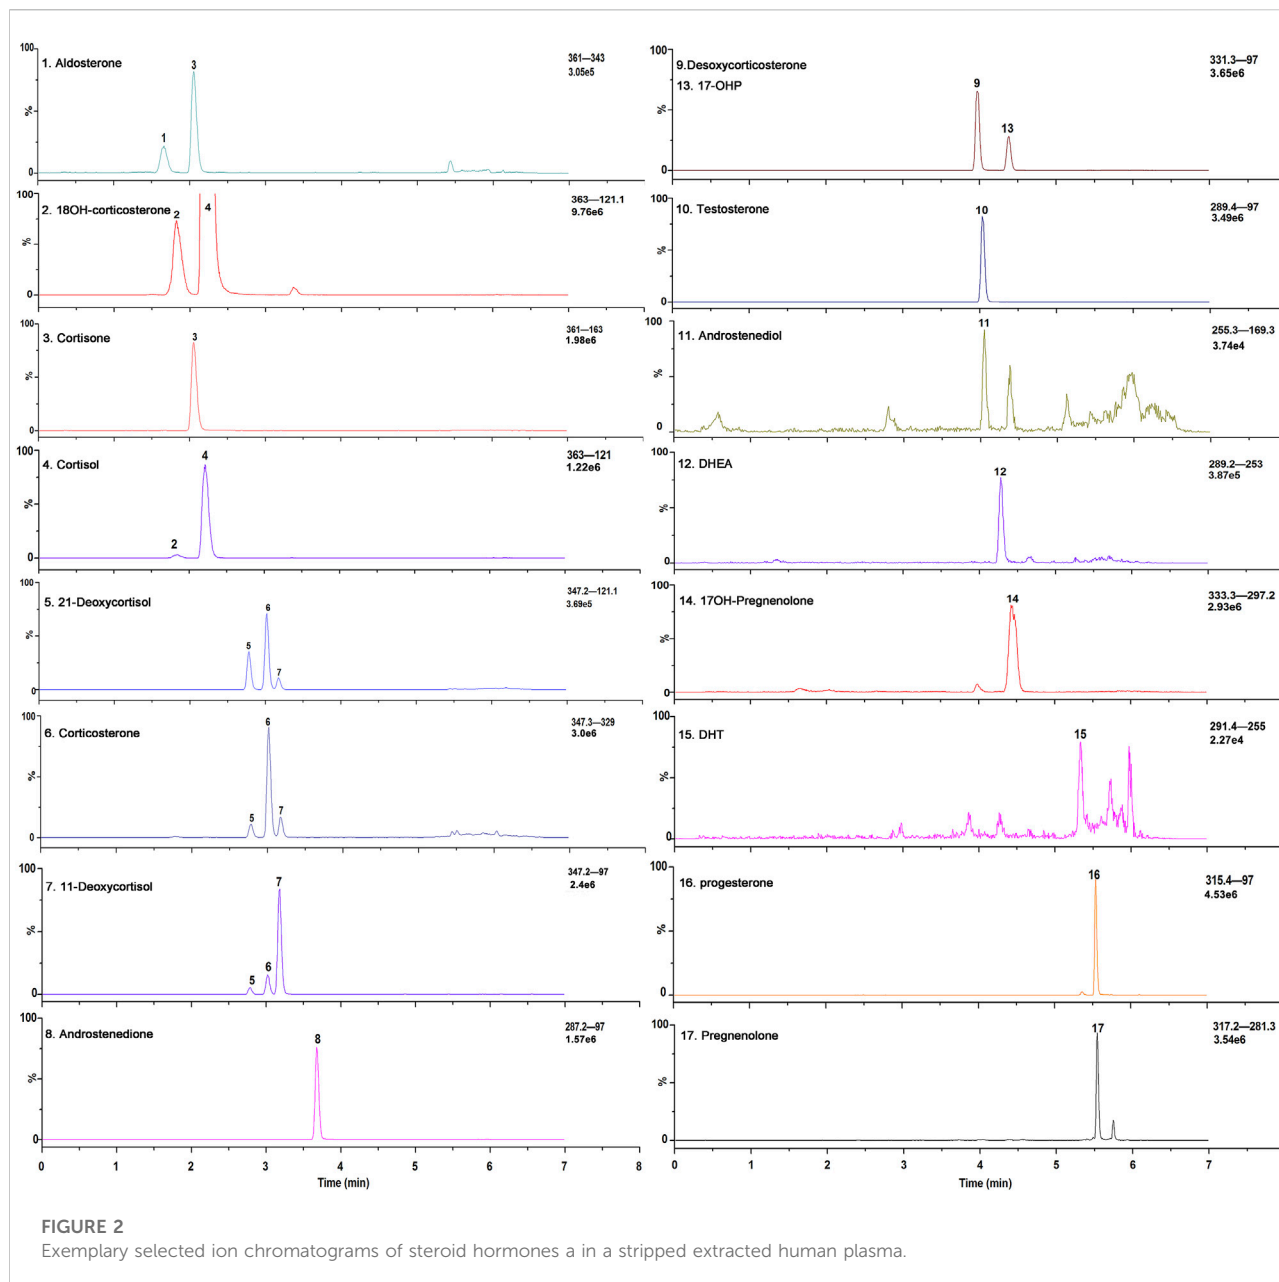 100
1. Aldosterone
361—343
3.05e5
3
1
%
0
2. 18OH-corticosterone
363—121.1
9.76e6
100
2
4
%
0
3. Cortisone
361—163
1.98e6
100
3
%
0
4. Cortisol
363—121
1.22e6
100
4
2
%
0
5. 21-Deoxycortisol
347.2—121.1
3.69e5
100
5
6
7
%
0
6. Corticosterone
347.3—329
3.0e6
100
5
6
7
%
0
7. 11-Deoxycortisol
347.2—97
2.4e6
100
5
6
7
%
0
8. Androstenedione
287.2—97
1.57e6
100
8
%
0
0 1 2 3 4 5 6 7 8
Time (min)
100
9.Desoxycorticosterone
13. 17-OHP
331.3—97
3.65e6
9
13
%
0
10. Testosterone
289.4—97
3.49e6
100
10
%
0
11. Androstenediol
255.3—169.3
3.74e4
100
11
%
0
12. DHEA
289.2—253
3.87e5
100
12
%
0
14. 17OH-Pregnenolone
333.3—297.2
2.93e6
100
14
%
0
15. DHT
291.4—255
2.27e4
100
15
%
0
16. progesterone
315.4—97
4.53e6
100
16
%
0
17. Pregnenolone
317.2—281.3
3.54e6
100
17
%
0
0 1 2 3 4 5 6 7
Time (min)
FIGURE 2
Exemplary selected ion chromatograms of steroid hormones a in a stripped extracted human plasma.